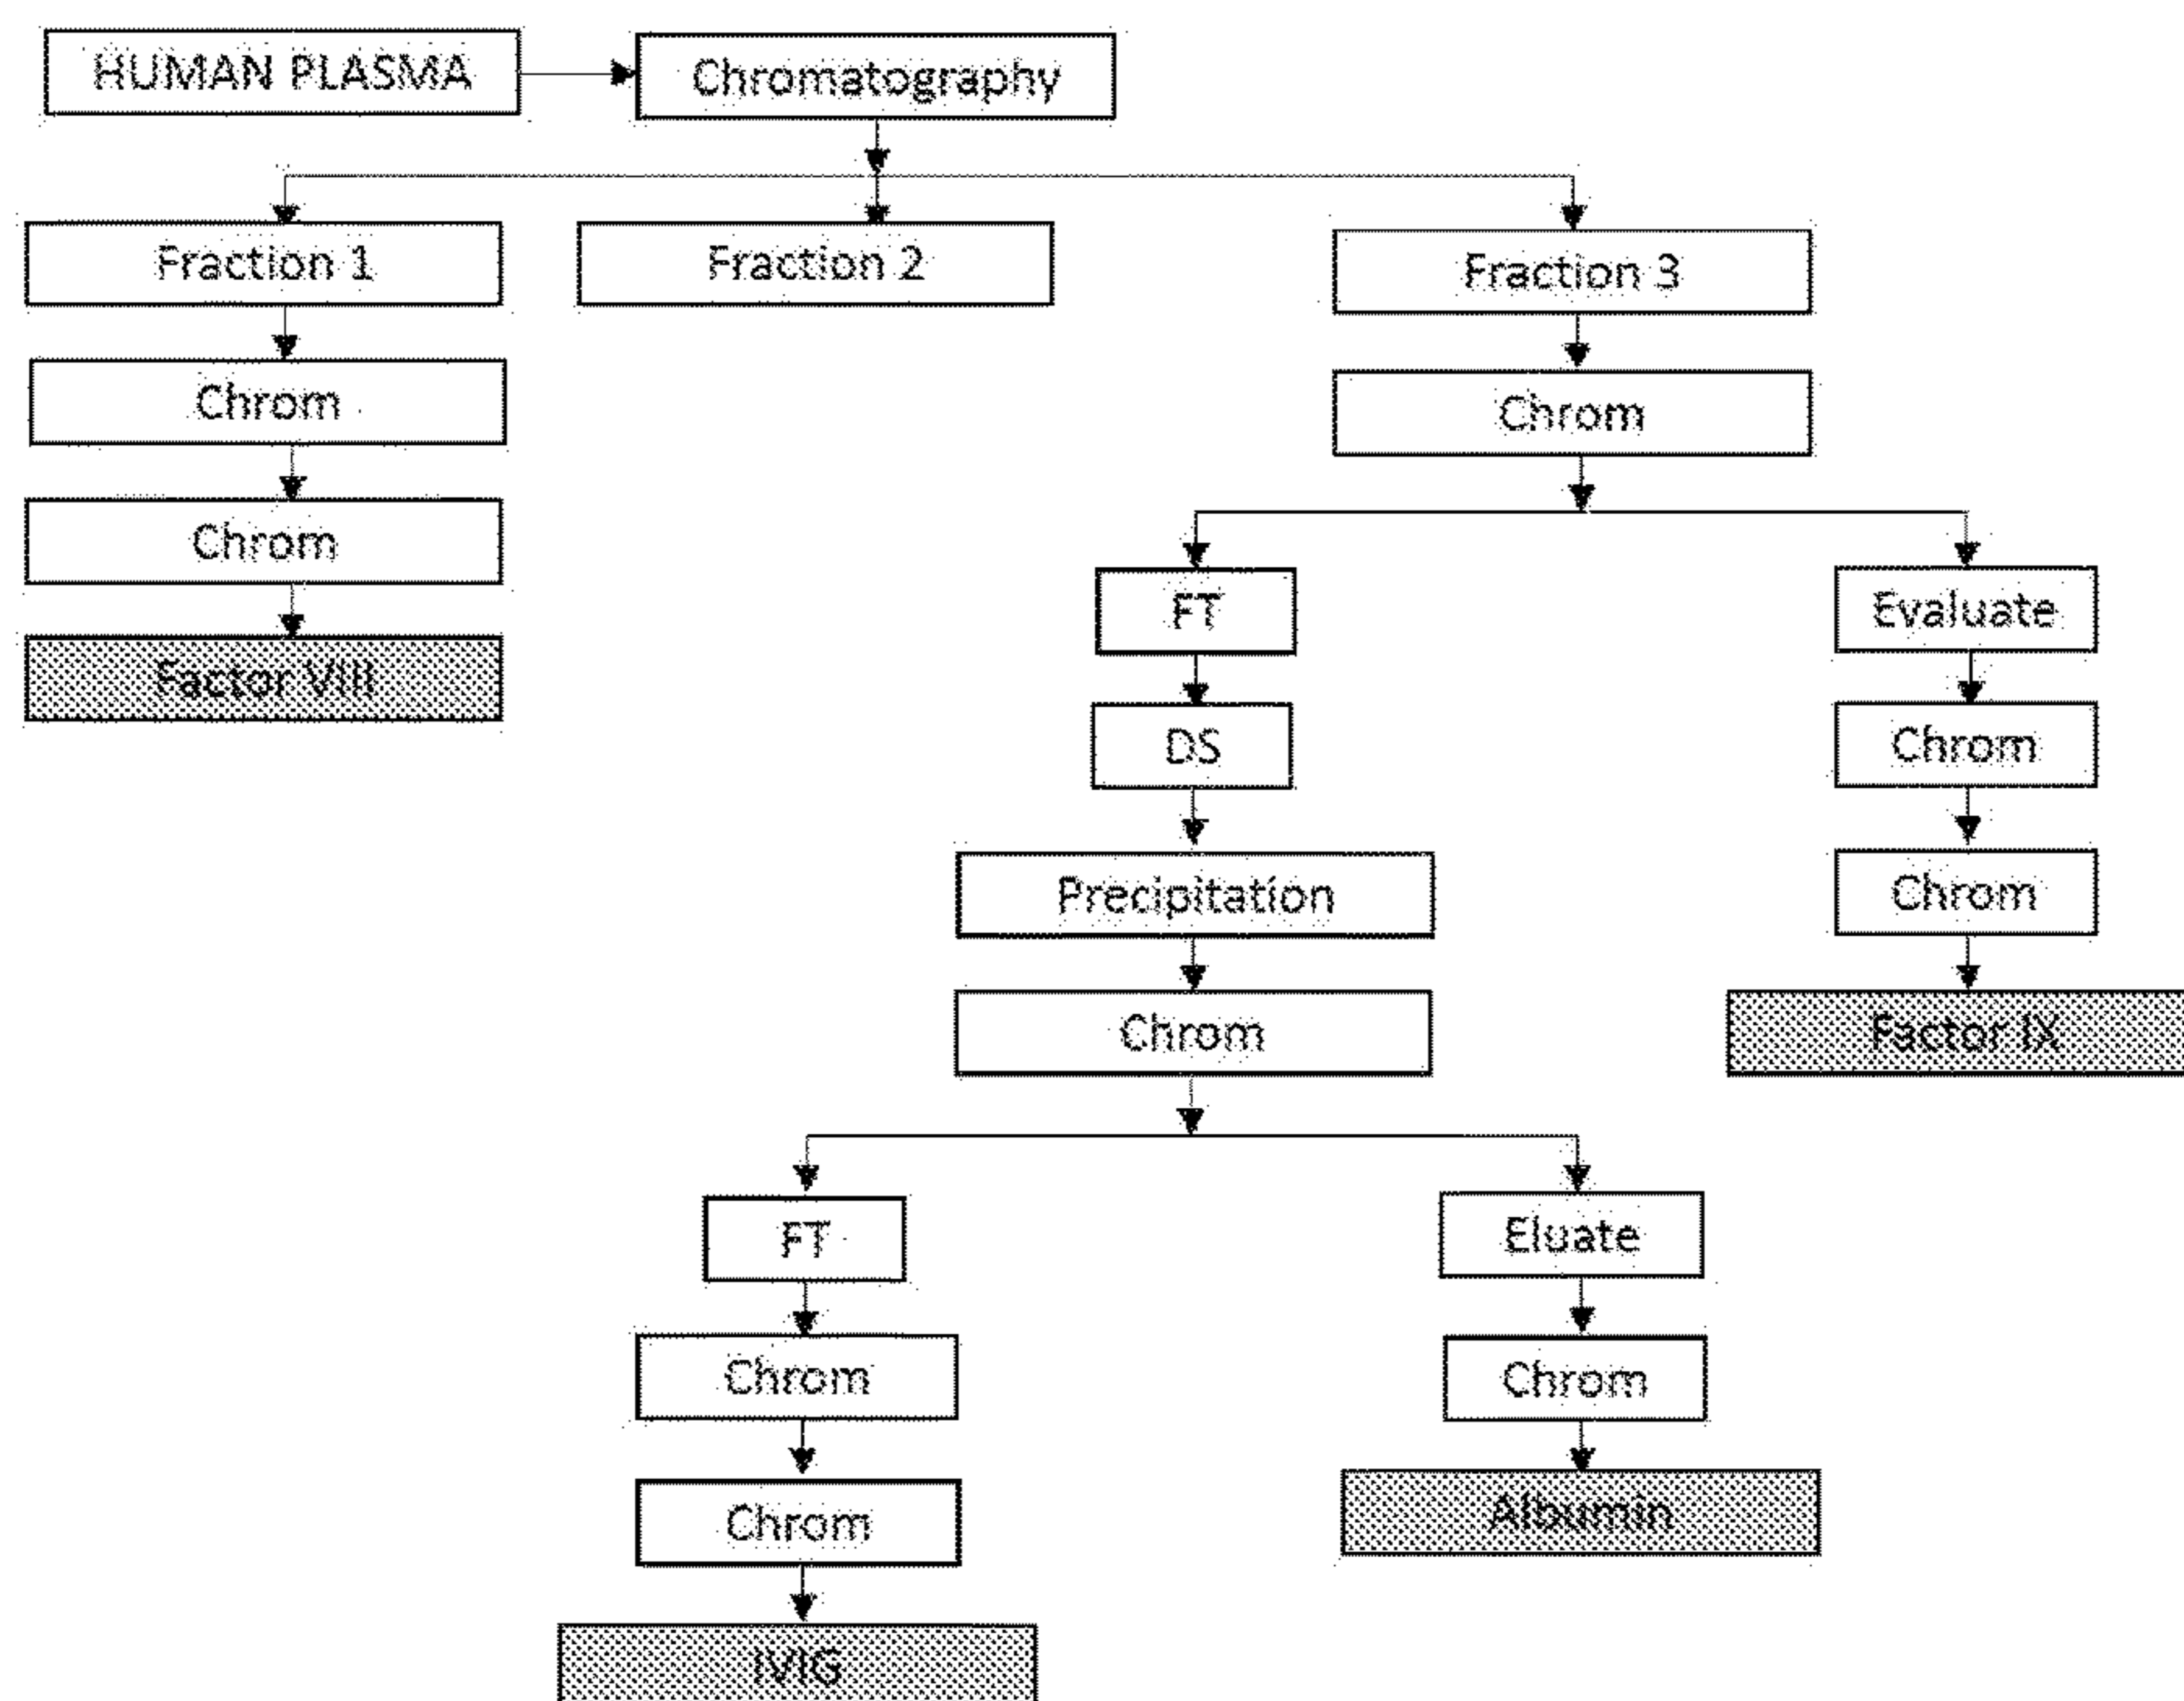 HUMAN PLASMA
Chromatography
Fraction 1
Fraction 2
Fraction 3
Chrom
Chrom
Chrom
FT
Evaluate
Factor VIII
DS
Chrom
Precipitation
Chrom
Chrom
Factor IX
FT
Eluate
Chrom
Chrom
Chrom
Albumin
IVIG